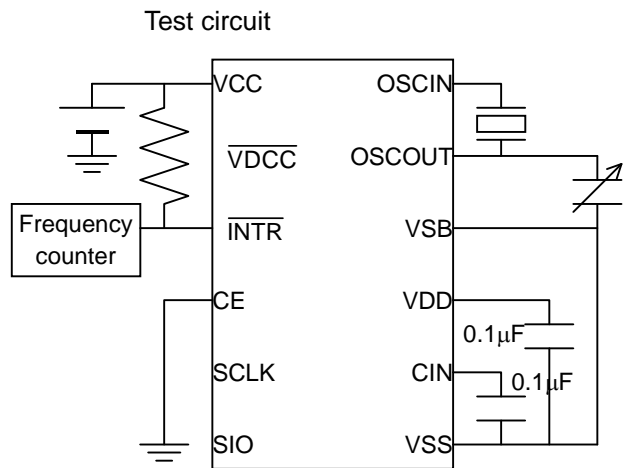 Test circuit
VCC
OSCIN
VDCC
OSCOUT
Frequency
counter
INTR
VSB
CE
VDD
0.1μF
SCLK
CIN
0.1μF
SIO
VSS